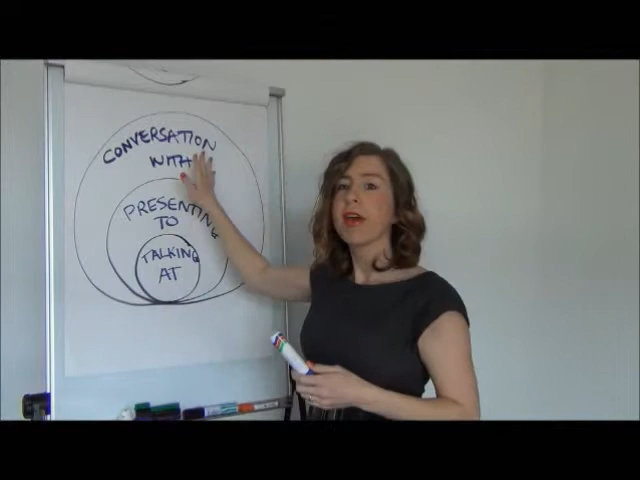 CONVERSATION
WITH
PRESENTING
TO
TALKING
AT